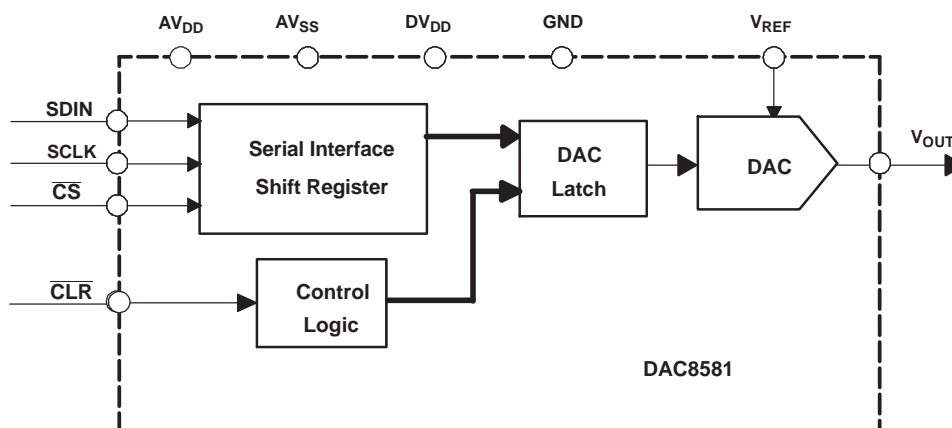 AVDD AVSS DVDD GND VREF
SDIN
SCLK
CS
CLR
Serial Interface
Shift Register
Control
Logic
DAC
Latch
DAC
VOUT
DAC8581